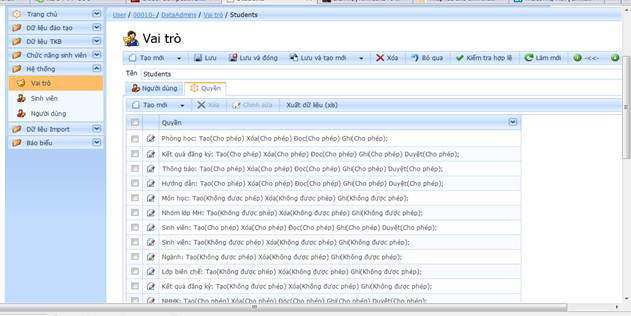 Trang chủ
Dữ liệu đào tạo
Dữ liệu TKB
Chức năng sinh viên
Hệ thống
Vai trò
Sinh viên
Người dùng
Dữ liệu Import
Báo biểu
User / 00010- / DataAdmins / Vai trò / Students
Vai trò
Tạo mới Lưu Lưu và đóng Lưu và tạo mới Xóa Bỏ qua Kiểm tra hợp lệ Làm mới -<<-
Tên Students
Người dùng Quyền
Tạo mới Xóa Chỉnh sửa Xuất dữ liệu (xls)
Quyền
Phòng học: Tạo(Cho phép) Xóa(Cho phép) Đọc(Cho phép) Ghi(Cho phép);
Kết quả đăng ký: Tạo(Cho phép) Xóa(Cho phép) Đọc(Cho phép) Ghi(Cho phép) Duyệt(Cho phép);
Thông báo: Tạo(Cho phép) Xóa(Cho phép) Đọc(Cho phép) Ghi(Cho phép) Duyệt(Cho phép);
Hướng dẫn: Tạo(Cho phép) Xóa(Cho phép) Đọc(Cho phép) Ghi(Cho phép) Duyệt(Cho phép);
Môn học: Tạo(Không được phép) Xóa(Không được phép) Ghi(Không được phép);
Nhóm lớp MH: Tạo(Không được phép) Xóa(Không được phép) Ghi(Không được phép);
Sinh viên: Tạo(Cho phép) Xóa(Cho phép) Đọc(Cho phép) Ghi(Cho phép) Duyệt(Cho phép);
Sinh viên: Tạo(Không được phép) Xóa(Không được phép) Ghi(Không được phép);
Ngành: Tạo(Không được phép) Xóa(Không được phép) Ghi(Không được phép);
Lớp biên chế: Tạo(Không được phép) Xóa(Không được phép) Ghi(Không được phép);
Kết quả đăng ký: Tạo(Không được phép) Xóa(Không được phép) Ghi(Không được phép);
NHHK: Tạo(Cho phép) Xóa(Cho phép) Đọc(Cho phép) Ghi(Cho phép) Duyệt(Cho phép);